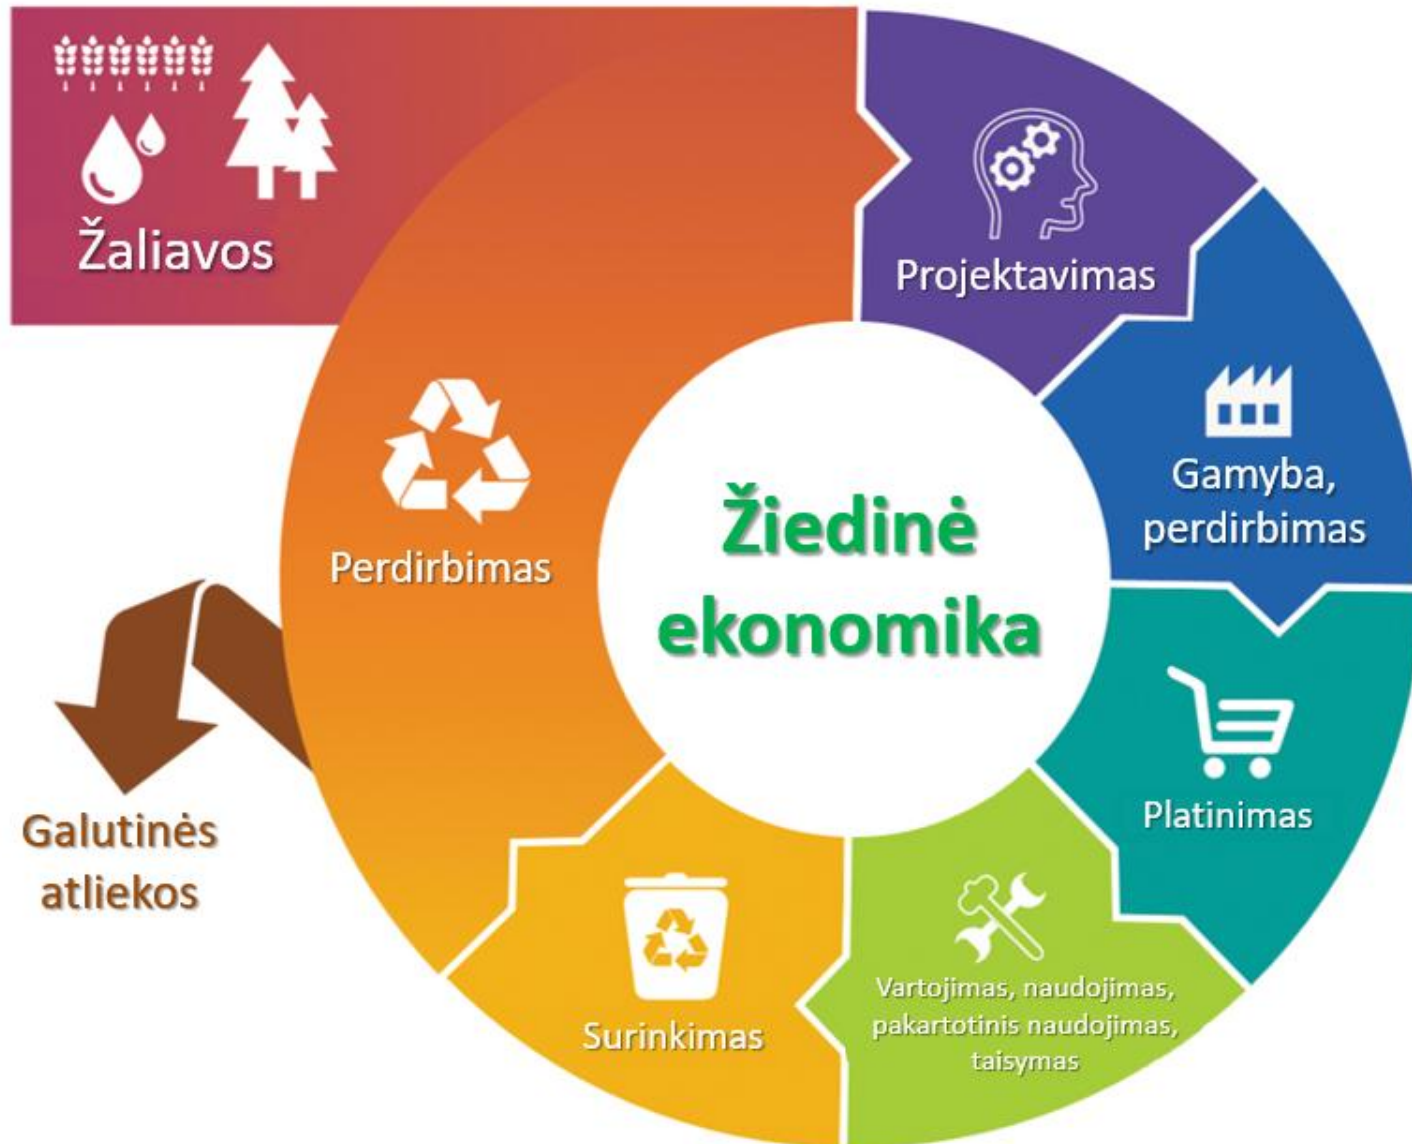 Žaliavos
Projektavimas
Gamyba,
perdirbimas
Platinimas
Vartojimas, naudojimas,
pakartotinis naudojimas,
taisymas
Surinkimas
Perdirbimas
Galutinės
atliekos
Žiedinė
ekonomika